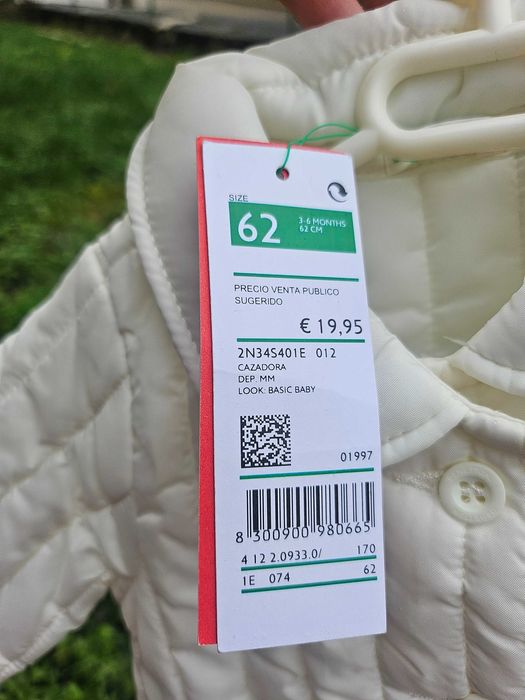 SIZE
62 3-6 MONTHS
62 CM
PRECIO VENTA PUBLICO
SUGERIDO
€ 19,95
2N34S401E 012
CAZADORA
DEP. MM
LOOK: BASIC BABY
01997
8 300900 980665
4 12 2.0933.0/ 170
1E 074 62